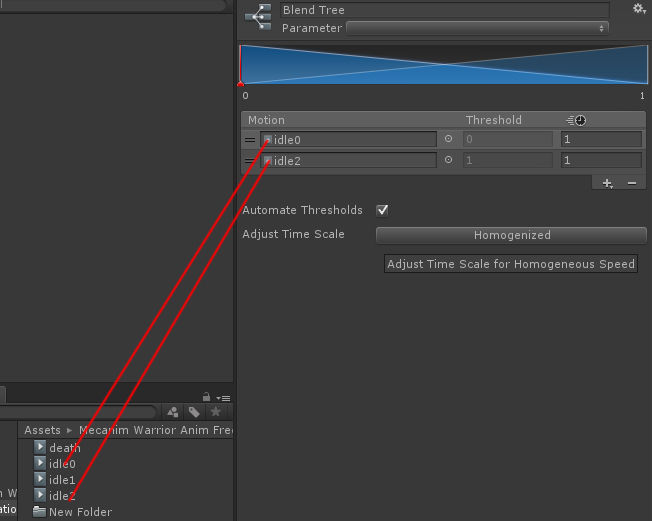 Blend Tree
Parameter
0 1
Motion Threshold
idle0 0 1
idle2 1 1
Automate Thresholds
Adjust Time Scale Homogenized
Adjust Time Scale for Homogeneous Speed
Assets ▸ Mecanim Warrior Anim Free
death
idle0
idle1
idle2
New Folder